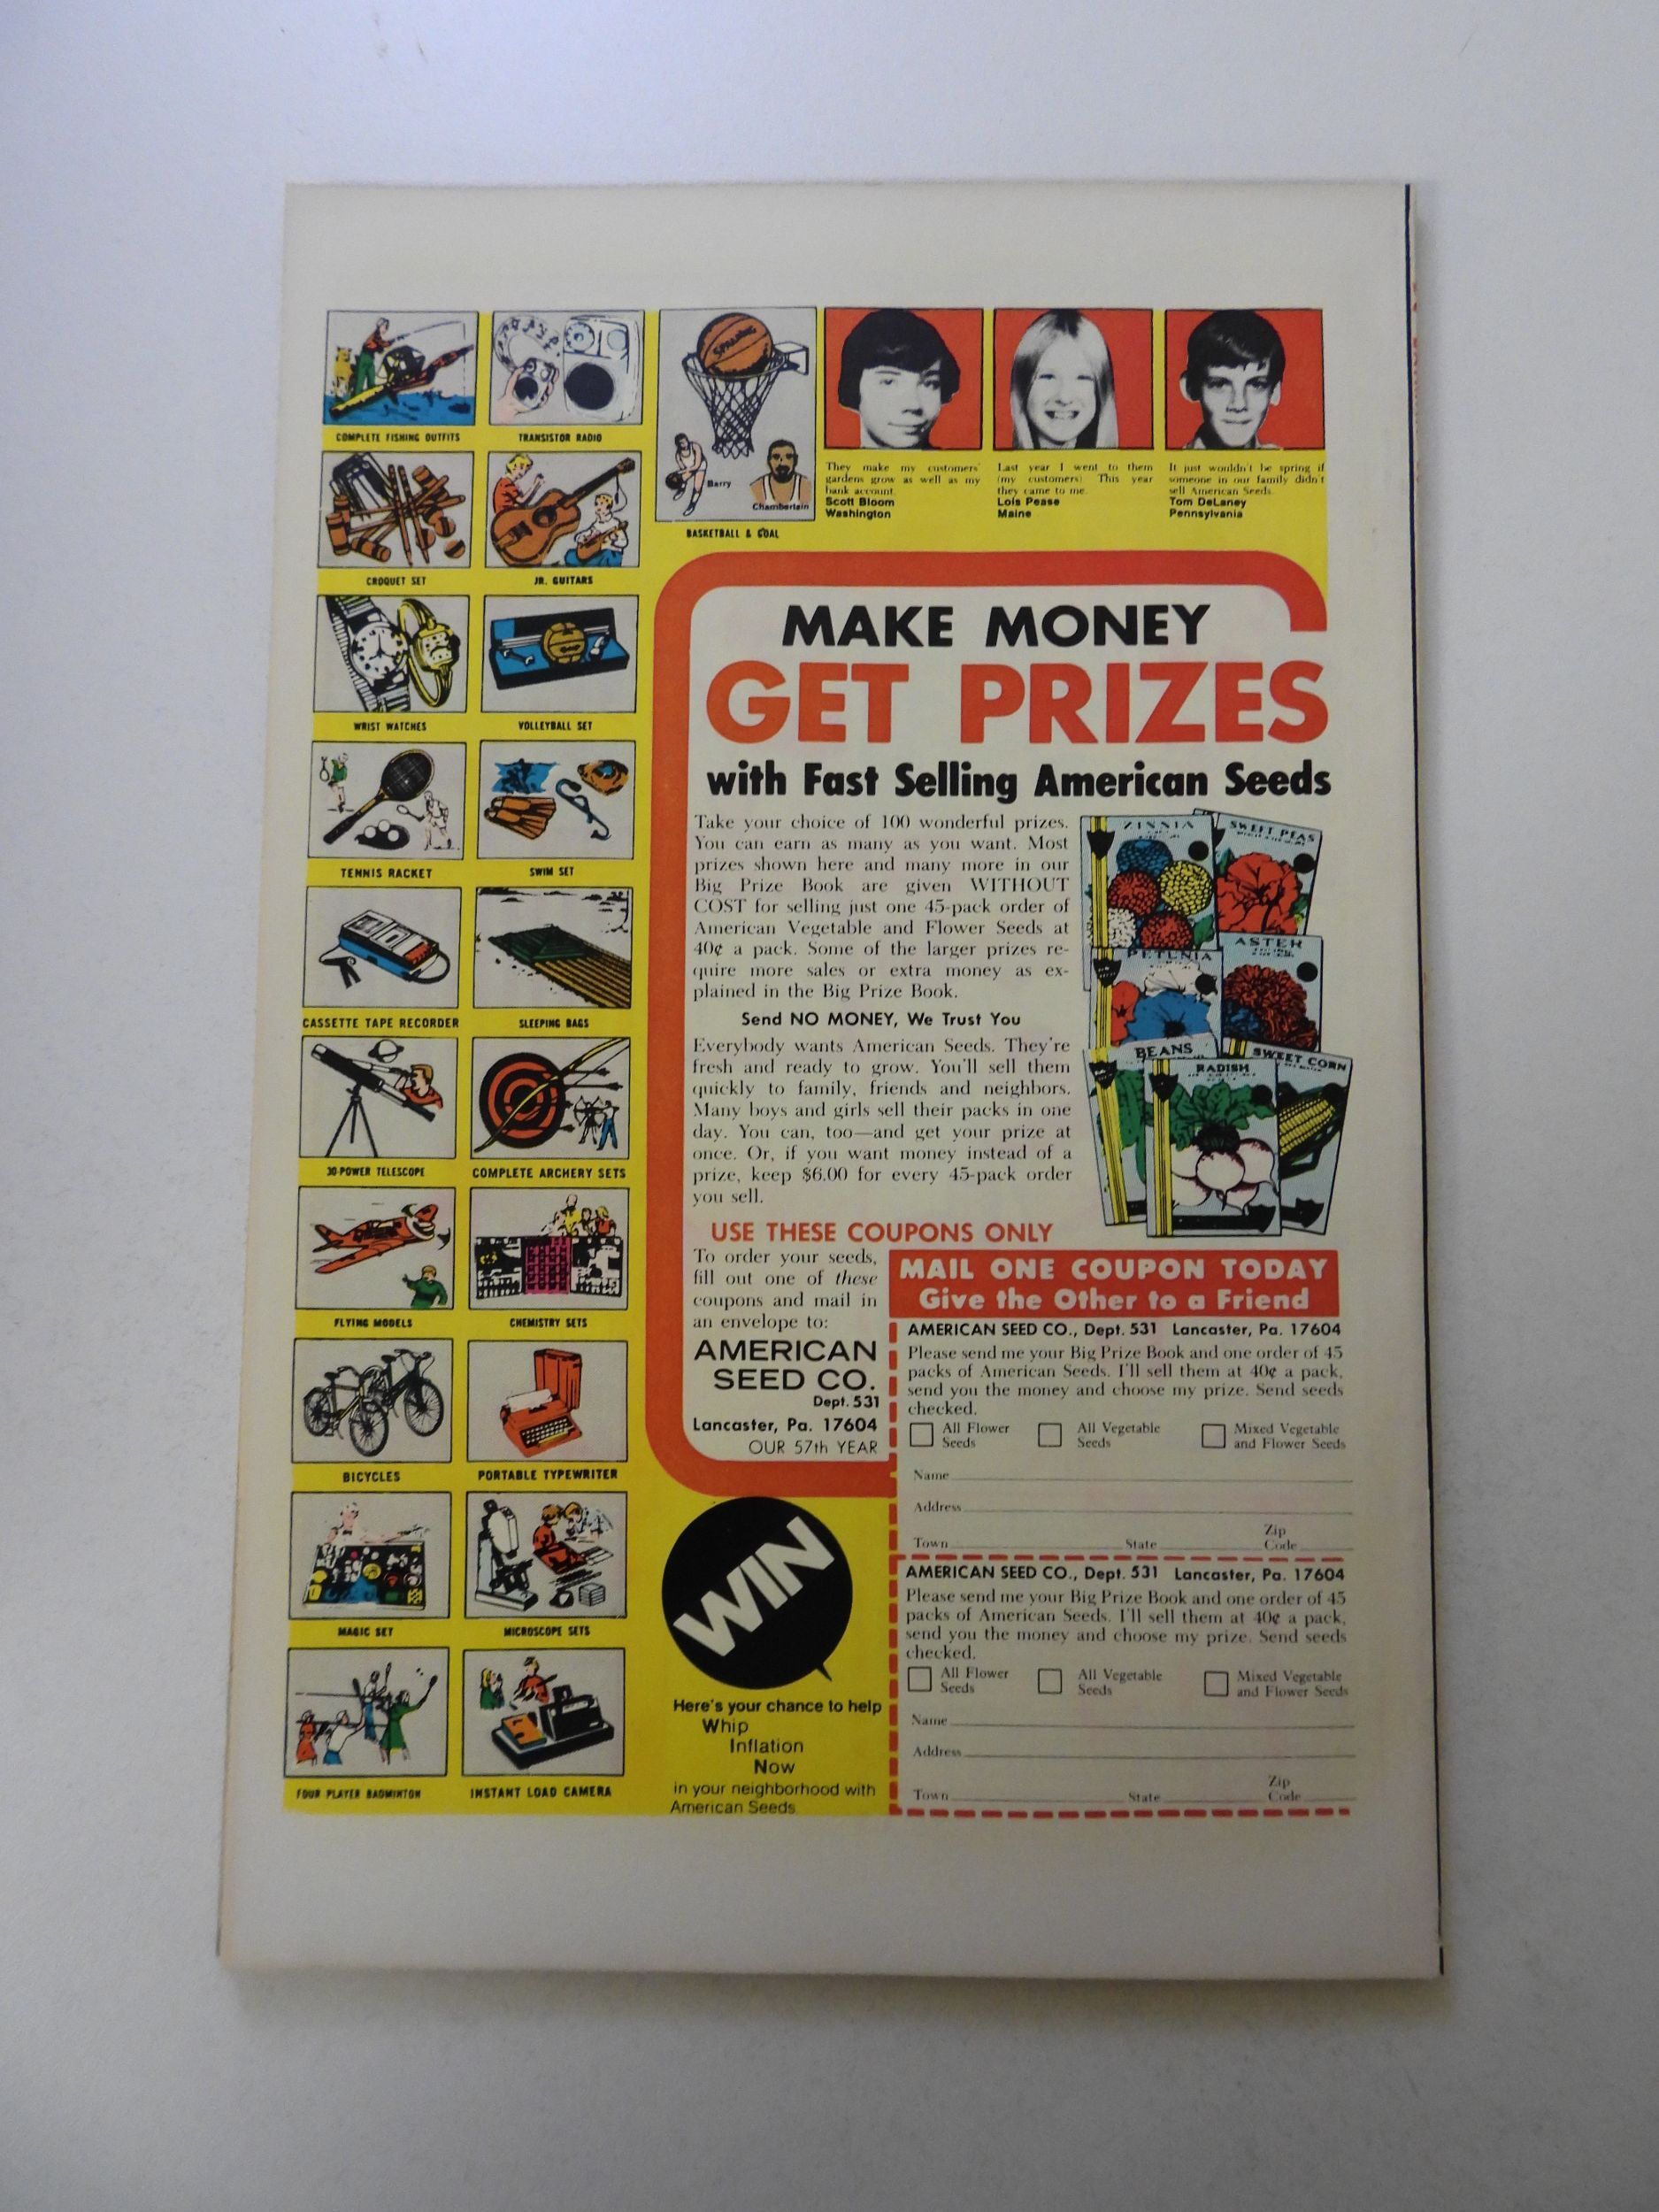 COMPLETE FISHING OUTFITS
TRANSISTOR RADIO
CROQUET SET
JR. GUITARS
WRIST WATCHES
VOLLEYBALL SET
TENNIS RACKET
SWIM SET
CASSETTE TAPE RECORDER
SLEEPING BAGS
30-POWER TELESCOPE
COMPLETE ARCHERY SETS
FLYING MODELS
CHEMISTRY SETS
BICYCLES
PORTABLE TYPEWRITER
MAGIC SET
MICROSCOPE SETS
FOUR PLAYER BADMINTON
INSTANT LOAD CAMERA
SPALDING
Barry
Chamberlain
BASKETBALL & GOAL
They make my customers'
gardens grow as well as my
bank account.
Scott Bloom
Washington
Last year I went to them
(my customers) This year
they came to me.
Lois Pease
Maine
It just wouldn't be spring if
someone in our family didn't
sell American Seeds.
Tom DeLaney
Pennsylvania
MAKE MONEY
GET PRIZES
with Fast Selling American Seeds
Take your choice of 100 wonderful prizes.
You can earn as many as you want. Most
prizes shown here and many more in our
Big Prize Book are given WITHOUT
COST for selling just one 45-pack order of
American Vegetable and Flower Seeds at
40¢ a pack. Some of the larger prizes re-
quire more sales or extra money as ex-
plained in the Big Prize Book.
Send NO MONEY, We Trust You
Everybody wants American Seeds. They're
fresh and ready to grow. You'll sell them
quickly to family, friends and neighbors.
Many boys and girls sell their packs in one
day. You can, too—and get your prize at
once. Or, if you want money instead of a
prize, keep $6.00 for every 45-pack order
you sell.
ZINNIA
SWEET PEAS
PETUNIA
ASTER
BEANS
RADISH
SWEET CORN
USE THESE COUPONS ONLY
To order your seeds,
fill out one of these
coupons and mail in
an envelope to:
AMERICAN
SEED CO.
Dept. 531
Lancaster, Pa. 17604
OUR 57th YEAR
MAIL ONE COUPON TODAY
Give the Other to a Friend
AMERICAN SEED CO., Dept. 531 Lancaster, Pa. 17604
Please send me your Big Prize Book and one order of 45
packs of American Seeds. I'll sell them at 40¢ a pack,
send you the money and choose my prize. Send seeds
checked.
All Flower Seeds
All Vegetable Seeds
Mixed Vegetable and Flower Seeds
Name
Address
Town State Zip Code
AMERICAN SEED CO., Dept. 531 Lancaster, Pa. 17604
Please send me your Big Prize Book and one order of 45
packs of American Seeds. I'll sell them at 40¢ a pack,
send you the money and choose my prize. Send seeds
checked.
All Flower Seeds
All Vegetable Seeds
Mixed Vegetable and Flower Seeds
Name
Address
Town State Zip Code
WIN
Here's your chance to help
Whip
Inflation
Now
in your neighborhood with
American Seeds